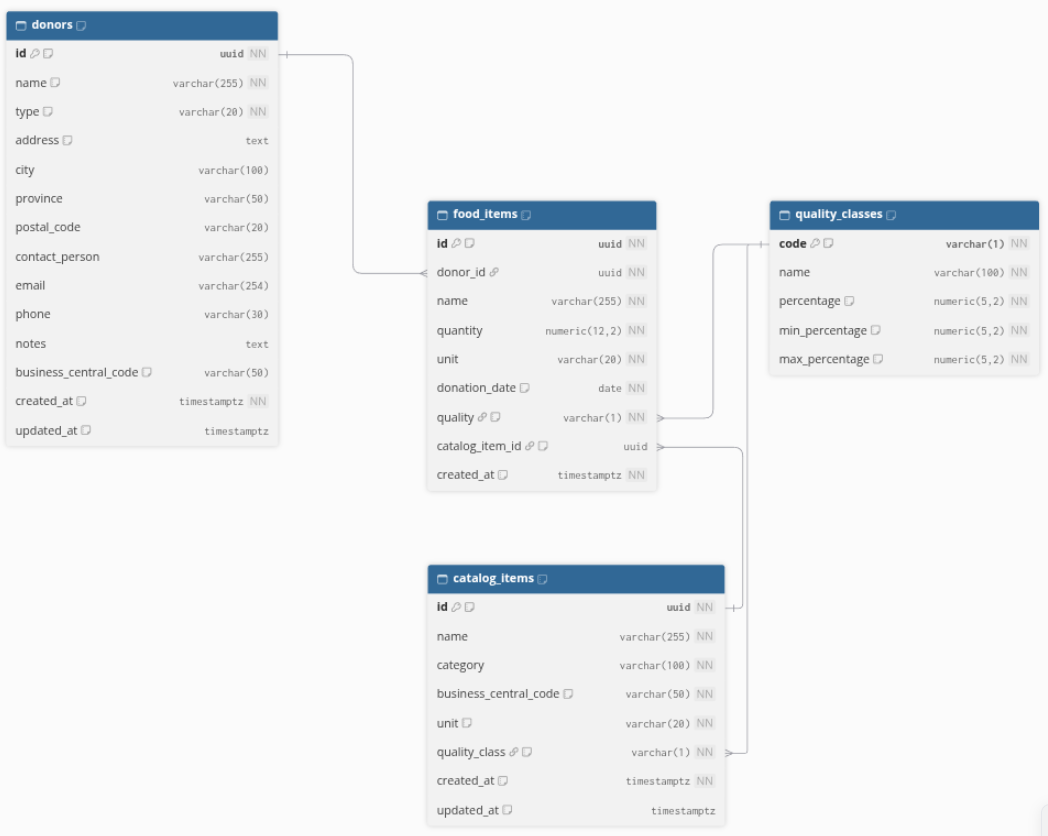 donors
id uuid NN
name varchar(255) NN
type varchar(20) NN
address text
city varchar(100)
province varchar(50)
postal_code varchar(20)
contact_person varchar(255)
email varchar(254)
phone varchar(30)
notes text
business_central_code varchar(50)
created_at timestamptz NN
updated_at timestamptz
food_items
id uuid NN
donor_id uuid NN
name varchar(255) NN
quantity numeric(12,2) NN
unit varchar(20) NN
donation_date date NN
quality varchar(1) NN
catalog_item_id uuid
created_at timestamptz NN
quality_classes
code varchar(1) NN
name varchar(100) NN
percentage numeric(5,2) NN
min_percentage numeric(5,2) NN
max_percentage numeric(5,2) NN
catalog_items
id uuid NN
name varchar(255) NN
category varchar(100) NN
business_central_code varchar(50) NN
unit varchar(20) NN
quality_class varchar(1) NN
created_at timestamptz NN
updated_at timestamptz